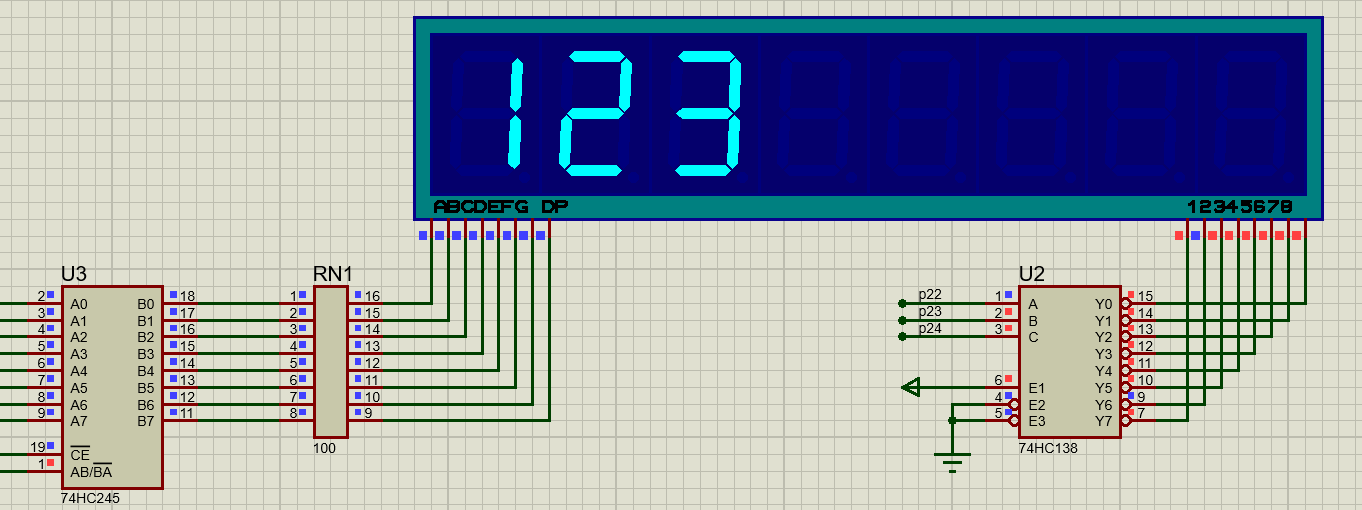 123
ABCDEFG DP
12345678
U3
RN1
U2
2 A0 B0 18
3 A1 B1 17
4 A2 B2 16
5 A3 B3 15
6 A4 B4 14
7 A5 B5 13
8 A6 B6 12
9 A7 B7 11
19 CE
1 AB/BA
74HC245
1 16
2 15
3 14
4 13
5 12
6 11
7 10
8 9
100
p22 1 A Y0 15
p23 2 B Y1 14
p24 3 C Y2 13
Y3 12
Y4 11
6 E1 Y5 10
4 E2 Y6 9
5 E3 Y7 7
74HC138